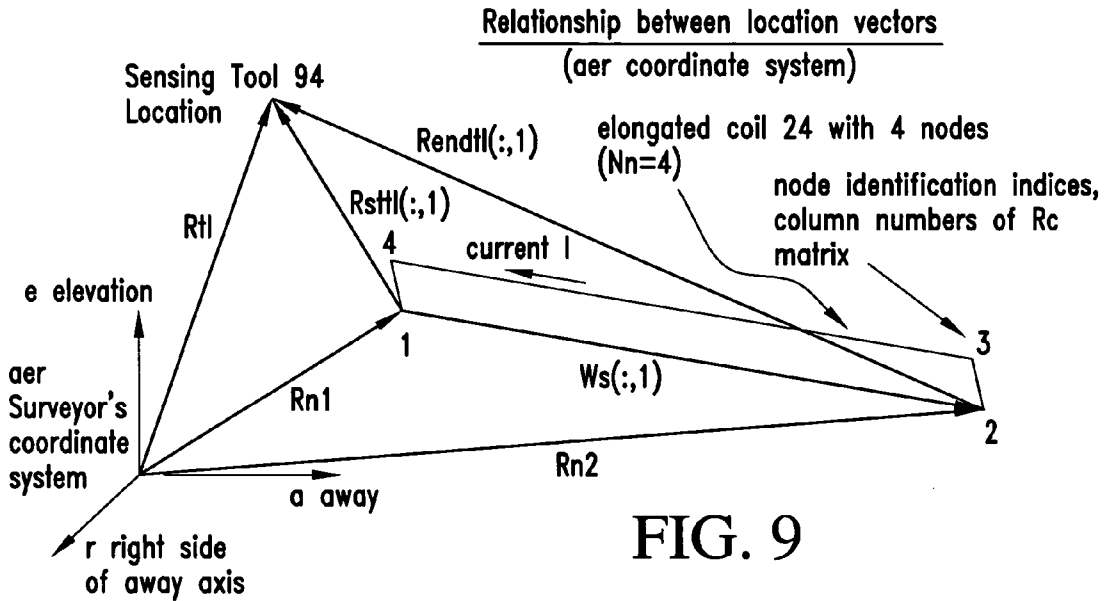 Relationship between location vectors
(aer coordinate system)
Sensing Tool 94
Location
Rendtl(:,1)
elongated coil 24 with 4 nodes
(Nn=4)
node identification indices,
column numbers of Rc
matrix
Rtl
Rsttl(:,1)
4
current I
e elevation
1
3
aer
Surveyor's
coordinate
system
Rn1
Ws(:,1)
2
Rn2
a away
r right side
of away axis
FIG. 9